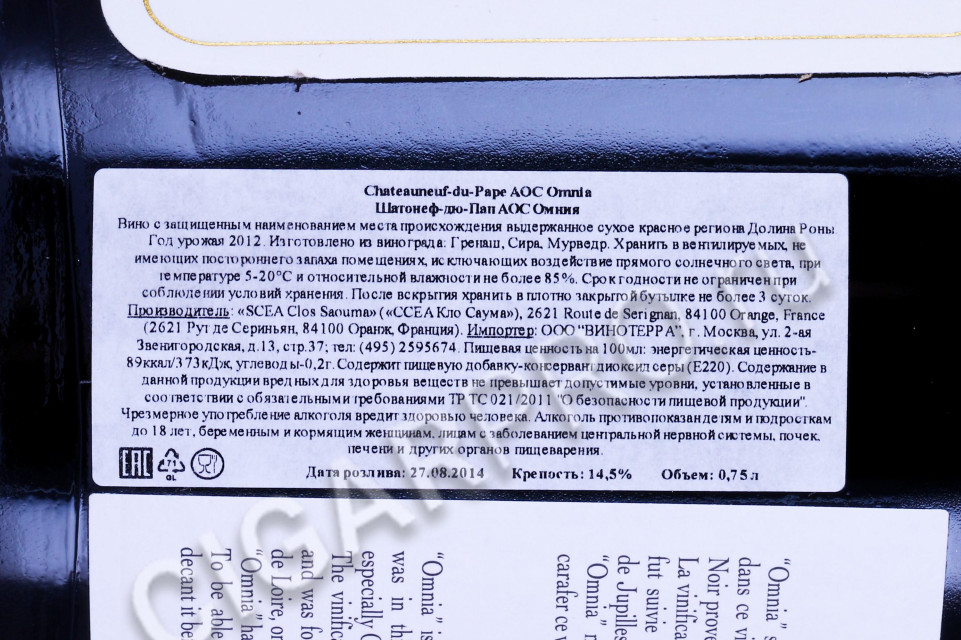 Chateauneuf-du-Pape AOC Omnia
Шатонеф-дю-Пап АОС Омния
Вино с защищенным наименованием места происхождения выдержанное сухое красное региона Долина Роны
Год урожая 2012. Изготовлено из винограда: Гренаш, Сира, Мурведр. Хранить в вентилируемых, не
имеющих постороннего запаха помещениях, исключающих воздействие прямого солнечного света, при
температуре 5-20°С и относительной влажности не более 85%. Срок годности не ограничен при
соблюдении условий хранения. После вскрытия хранить в плотно закрытой бутылке не более 3 суток.
Производитель: «SCEA Clos Saouma» («ССЕА Кло Саума»), 2621 Route de Serignan, 84100 Orange, France
(2621 Рут де Сериньян, 84100 Оранж, Франция). Импортер: ООО "ВИНОТЕРРА", г. Москва, ул. 2-ая
Звенигородская, д.13, стр.37; тел: (495) 2595674. Пищевая ценность на 100мл: энергетическая ценность-
89ккал/373кДж, углеводы-0,2г. Содержит пищевую добавку-консервант диоксид серы (Е220). Содержание в
данной продукции вредных для здоровья веществ не превышает допустимые уровни, установленные в
соответствии с обязательными требованиями ТР ТС 021/2011 "О безопасности пищевой продукции".
Чрезмерное употребление алкоголя вредит здоровью человека. Алкоголь противопоказан детям и подросткам
до 18 лет, беременным и кормящим женщинам, лицам с заболеванием центральной нервной системы, почек,
печени и других органов пищеварения.
EAC 71 GL Дата розлива: 27.08.2014 Крепость: 14,5% Объем: 0,75л
"Omnia" s
dans ce vi
Noir prove
La vinifica
fut suivie
de Jupilles
"Omnia" n
carafer ce v
"Omnia" is
was in th
especially C
The vinific
and was fo
de Loire, or
"Omnia" ha
To be able
decant it be
CIGARPRO.ru